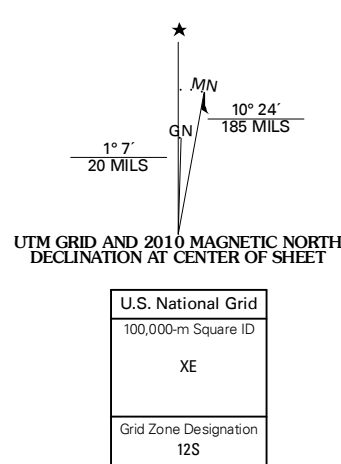 ★
MN
GN
1° 7´
20 MILS
10° 24´
185 MILS
UTM GRID AND 2010 MAGNETIC NORTH
DECLINATION AT CENTER OF SHEET
U.S. National Grid
100,000-m Square ID
XE
Grid Zone Designation
12S